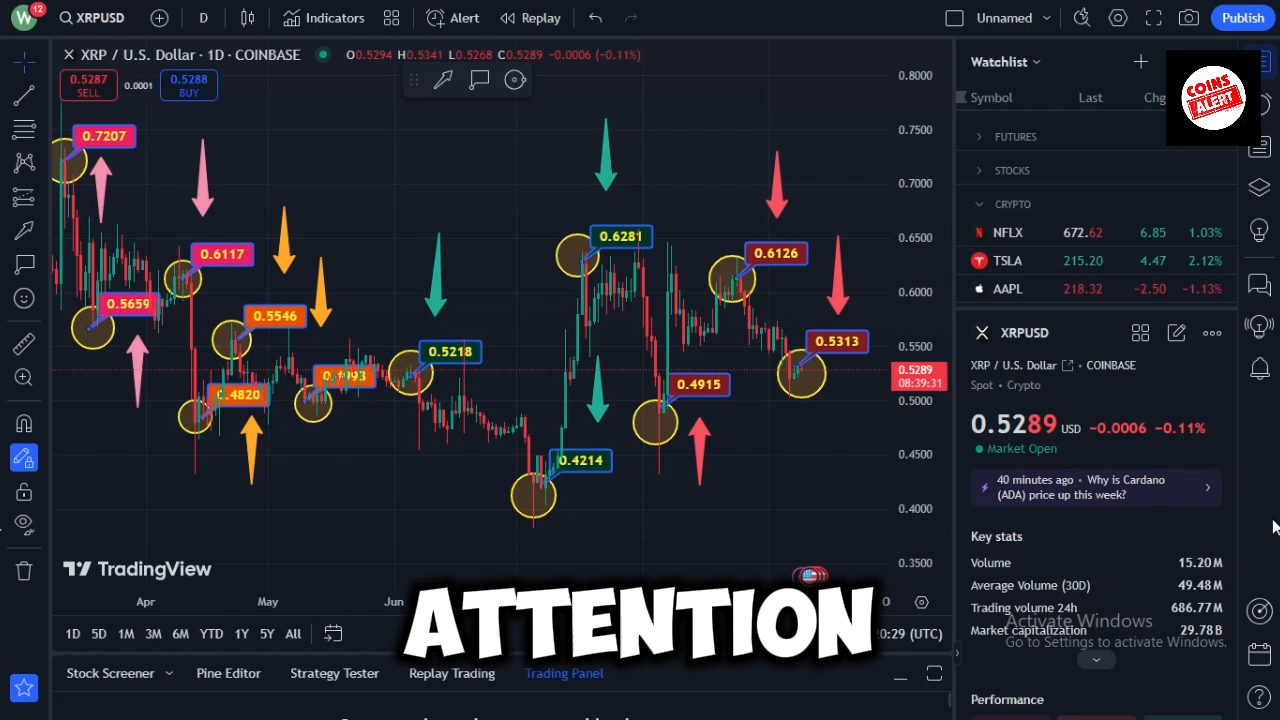 W 12 XRPUSD D Indicators Alert Replay Unnamed Publish
XRP / U.S. Dollar · 1D · COINBASE O0.5294 H0.5341 L0.5268 C0.5289 −0.0006 (−0.11%)
0.5287 SELL 0.0001 0.5288 BUY
0.8000
0.7500
0.7000
0.6500
0.6000
0.5500
0.5289
08:39:31
0.5000
0.4500
0.4000
0.3500
0.7207
0.5659
0.6117
0.4820
0.5546
0.4993
0.5218
0.4214
0.6281
0.4915
0.6126
0.5313
TradingView
Apr May Jun
1D 5D 1M 3M 6M YTD 1Y 5Y All 20:29 (UTC)
ATTENTION
Stock Screener Pine Editor Strategy Tester Replay Trading Trading Panel
Watchlist
COINS
ALERT
Symbol Last Chg
FUTURES
STOCKS
CRYPTO
NFLX 672.62 6.85 1.03%
TSLA 215.20 4.47 2.12%
AAPL 218.32 −2.50 −1.13%
XRPUSD
XRP / U.S. Dollar COINBASE
Spot • Crypto
0.5289 USD −0.0006 −0.11%
Market Open
40 minutes ago • Why is Cardano
(ADA) price up this week?
Key stats
Volume 15.20M
Average Volume (30D) 49.48M
Trading volume 24h 686.77M
Market capitalization 29.78B
Activate Windows
Go to Settings to activate Windows.
Performance